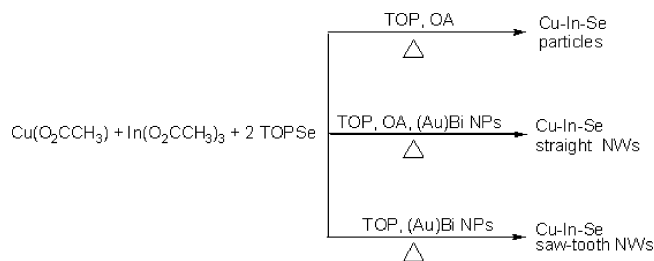 TOP, OA
Cu-In-Se
particles
Cu(O₂CCH₃) + In(O₂CCH₃)₃ + 2 TOPSe
TOP, OA, (Au)Bi NPs
Cu-In-Se
straight NWs
TOP, (Au)Bi NPs
Cu-In-Se
saw-tooth NWs